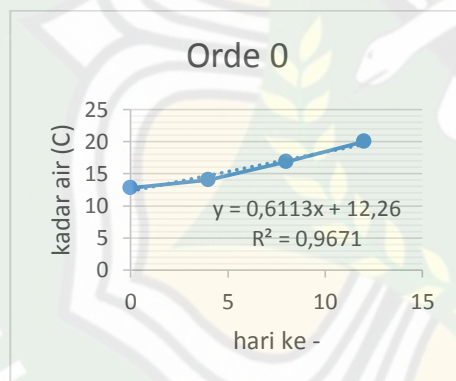 Orde 0
kadar air (C)
25
20
15
10
5
0
y = 0,6113x + 12,26
R² = 0,9671
0 5 10 15
hari ke -